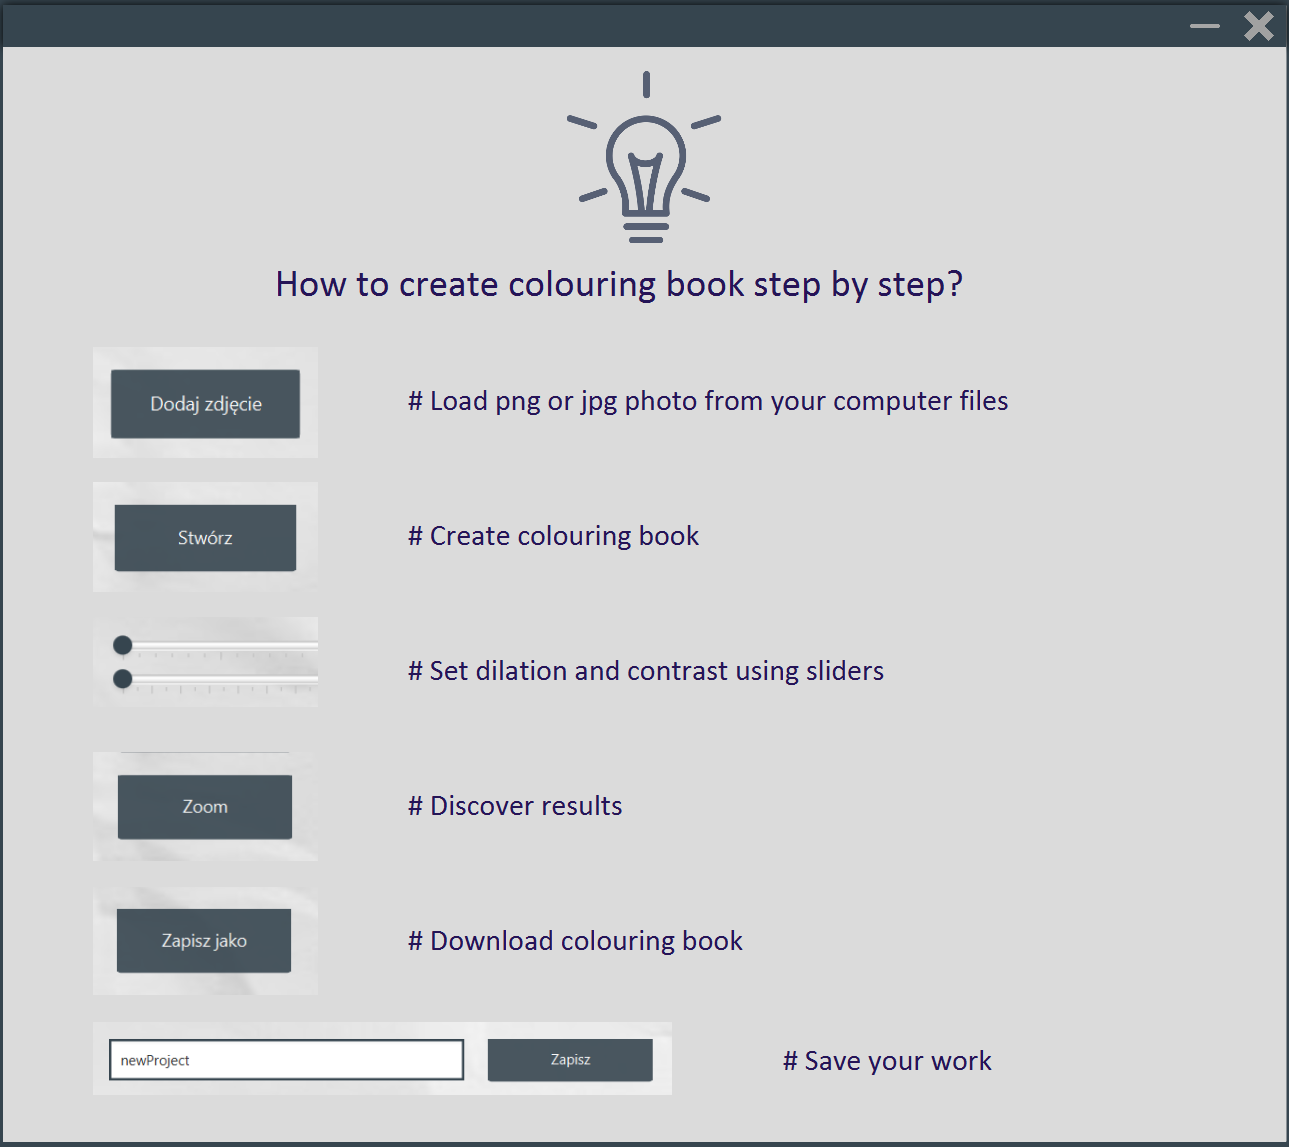 How to create colouring book step by step?
Dodaj zdjęcie
# Load png or jpg photo from your computer files
Stwórz
# Create colouring book
# Set dilation and contrast using sliders
Zoom
# Discover results
Zapisz jako
# Download colouring book
newProject
Zapisz
# Save your work